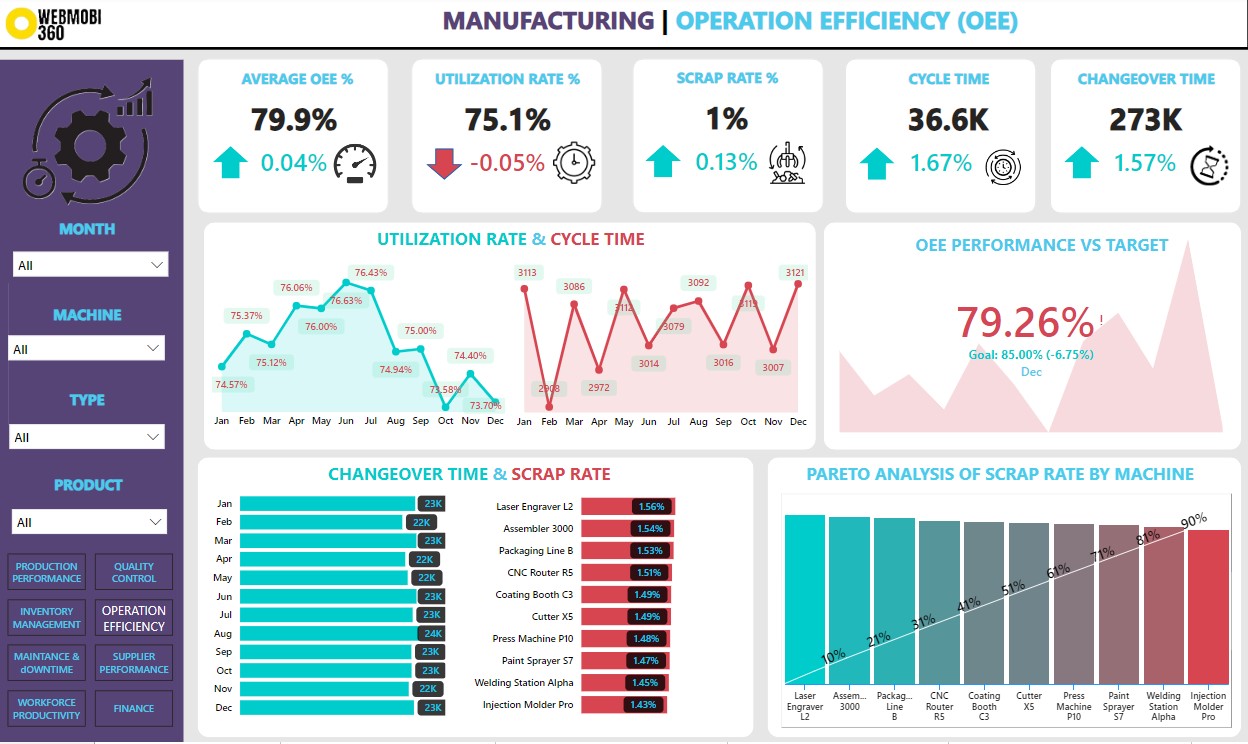 WEBMOBI
360
MANUFACTURING | OPERATION EFFICIENCY (OEE)
AVERAGE OEE %
79.9%
0.04%
UTILIZATION RATE %
75.1%
-0.05%
SCRAP RATE %
1%
0.13%
CYCLE TIME
36.6K
1.67%
CHANGEOVER TIME
273K
1.57%
MONTH
All
MACHINE
All
TYPE
All
PRODUCT
All
PRODUCTION
PERFORMANCE
QUALITY
CONTROL
INVENTORY
MANAGEMENT
OPERATION
EFFICIENCY
MAINTANCE &
dOWNTIME
SUPPLIER
PERFORMANCE
WORKFORCE
PRODUCTIVITY
FINANCE
UTILIZATION RATE & CYCLE TIME
74.57%
75.37%
75.12%
76.06%
76.00%
76.63%
76.43%
74.94%
75.00%
73.58%
74.40%
73.70%
Jan Feb Mar Apr May Jun Jul Aug Sep Oct Nov Dec
3113
2908
3086
2972
3112
3014
3079
3092
3016
3119
3007
3121
Jan Feb Mar Apr May Jun Jul Aug Sep Oct Nov Dec
OEE PERFORMANCE VS TARGET
79.26%!
Goal: 85.00% (-6.75%)
Dec
CHANGEOVER TIME & SCRAP RATE
Jan 23K
Feb 22K
Mar 23K
Apr 22K
May 22K
Jun 23K
Jul 23K
Aug 24K
Sep 23K
Oct 23K
Nov 22K
Dec 23K
Laser Engraver L2 1.56%
Assembler 3000 1.54%
Packaging Line B 1.53%
CNC Router R5 1.51%
Coating Booth C3 1.49%
Cutter X5 1.49%
Press Machine P10 1.48%
Paint Sprayer S7 1.47%
Welding Station Alpha 1.45%
Injection Molder Pro 1.43%
PARETO ANALYSIS OF SCRAP RATE BY MACHINE
10% 21% 31% 41% 51% 61% 71% 81% 90%
Laser
Engraver
L2
Assem...
3000
Packag...
Line
B
CNC
Router
R5
Coating
Booth
C3
Cutter
X5
Press
Machine
P10
Paint
Sprayer
S7
Welding
Station
Alpha
Injection
Molder
Pro